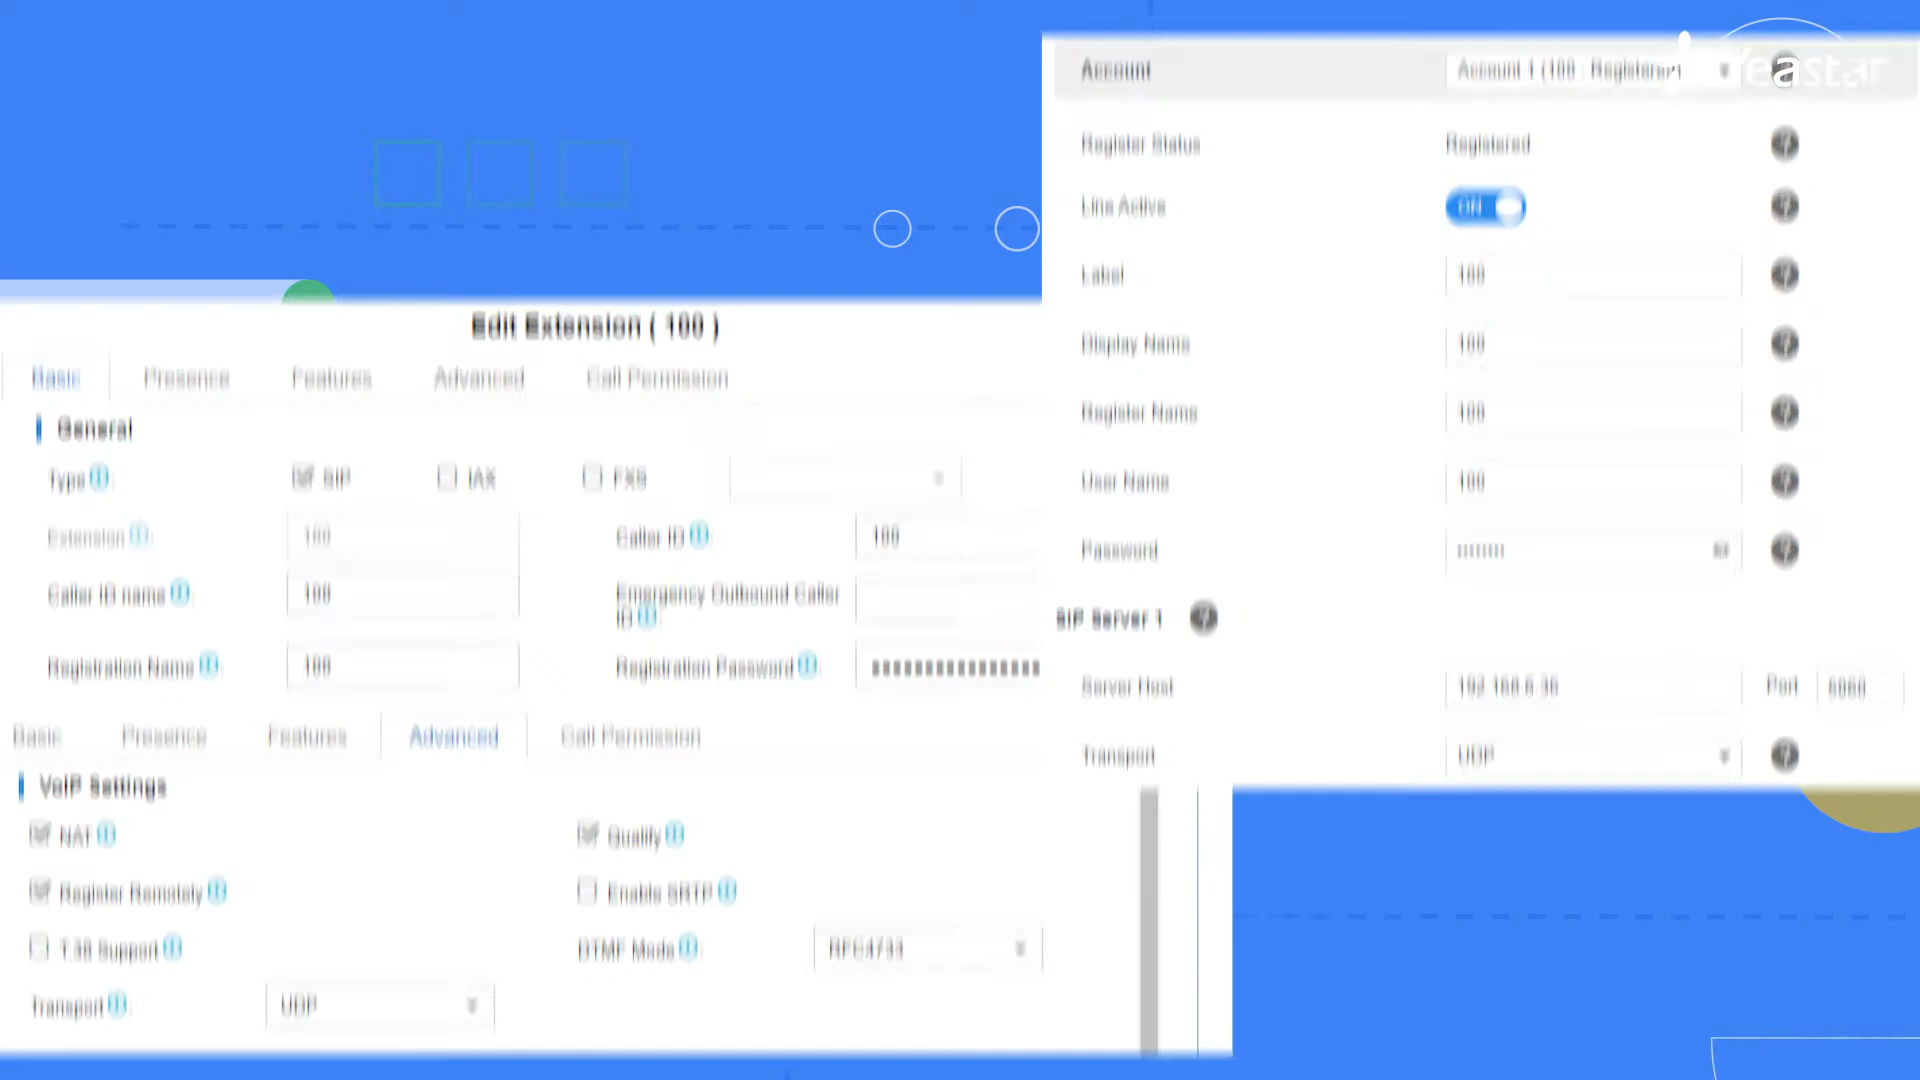 Yeastar
Account
Account 1 (100 : Registered)
Register Status
Registered
Line Active
ON
Label
100
Display Name
100
Register Name
100
User Name
100
Password
SIP Server 1
Server Host
192.168.6.36
Port
5060
Transport
UDP
Edit Extension ( 100 )
Basic
Presence
Features
Advanced
Call Permission
General
Type
SIP
IAX
FXS
Extension
100
Caller ID
100
Caller ID name
100
Emergency Outbound Caller
ID
Registration Name
100
Registration Password
Basic
Presence
Features
Advanced
Call Permission
VoIP Settings
NAT
Qualify
Register Remotely
Enable SRTP
T.38 Support
DTMF Mode
RFC4733
Transport
UDP